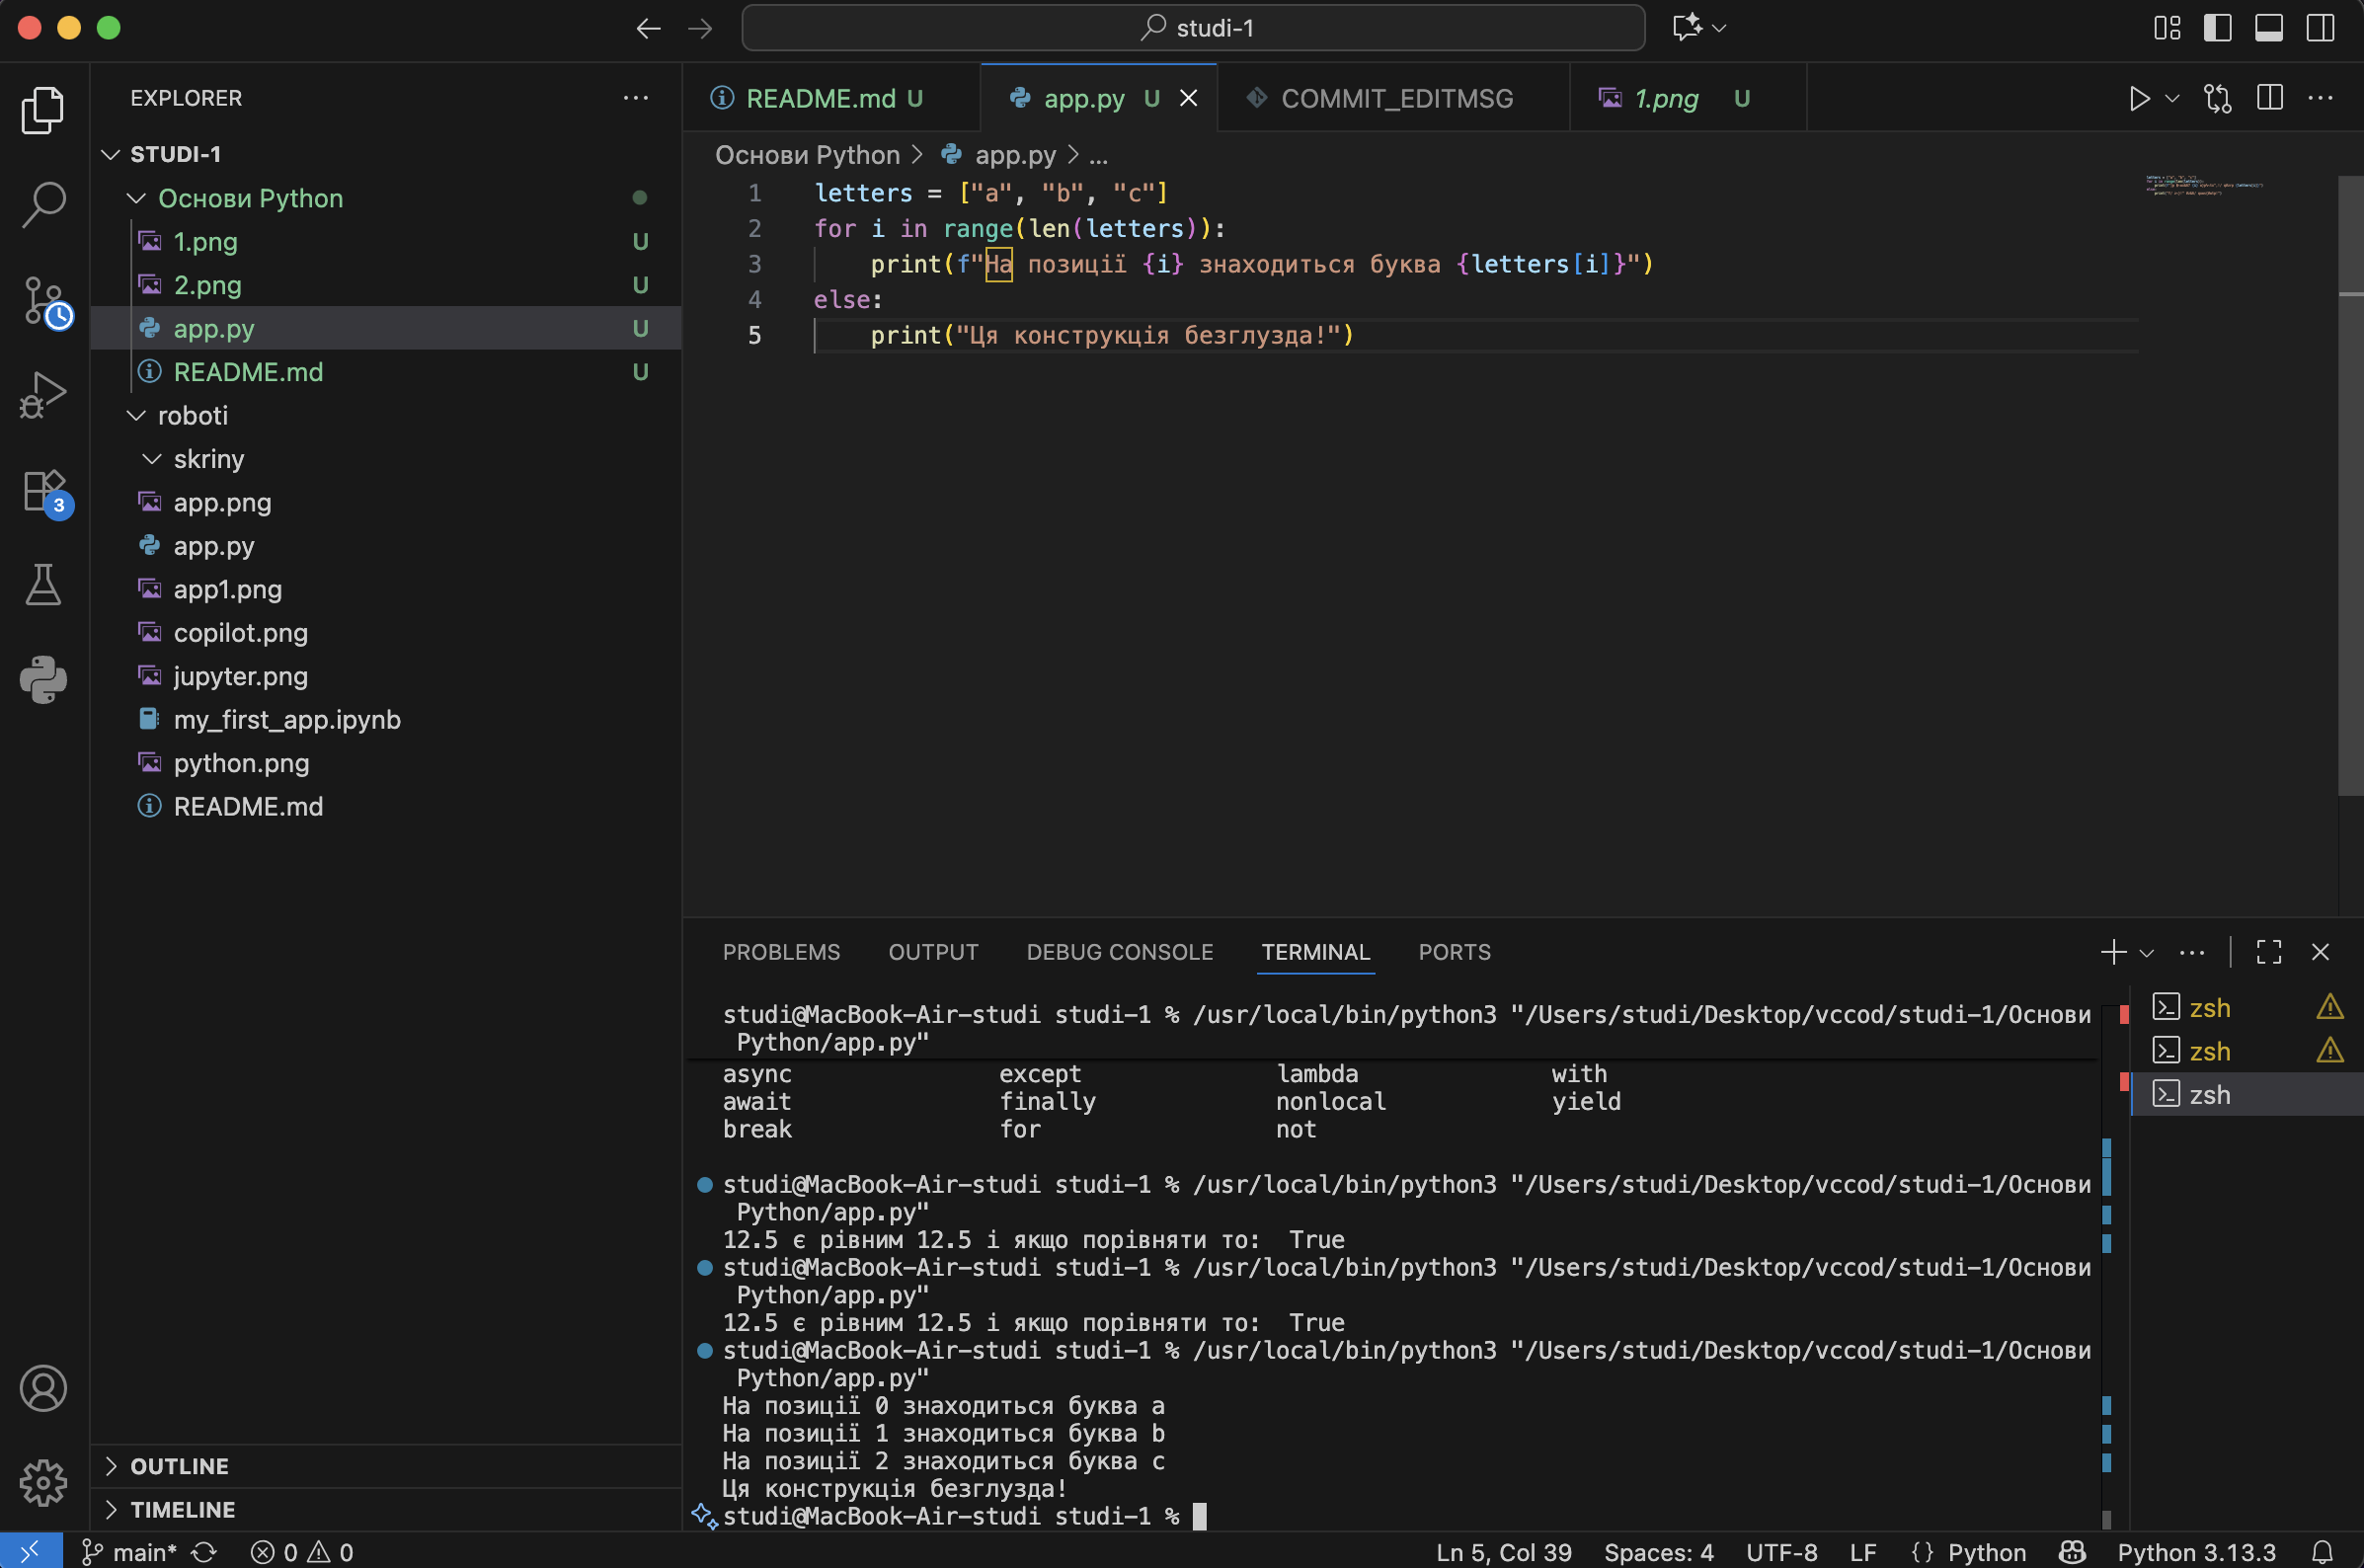 studi-1
EXPLORER
STUDI-1
Основи Python
1.png U
2.png U
app.py U
README.md U
roboti
skriny
app.png
app.py
app1.png
copilot.png
jupyter.png
my_first_app.ipynb
python.png
README.md
OUTLINE
TIMELINE
3
README.md U
app.py U
COMMIT_EDITMSG
1.png U
Основи Python > app.py > ...
1 letters = ["a", "b", "c"]
2 for i in range(len(letters)):
3 print(f"На позиції {i} знаходиться буква {letters[i]}")
4 else:
5 print("Ця конструкція безглузда!")
PROBLEMS OUTPUT DEBUG CONSOLE TERMINAL PORTS
studi@MacBook-Air-studi studi-1 % /usr/local/bin/python3 "/Users/studi/Desktop/vccod/studi-1/Основи
Python/app.py"
async except lambda with
await finally nonlocal yield
break for not
studi@MacBook-Air-studi studi-1 % /usr/local/bin/python3 "/Users/studi/Desktop/vccod/studi-1/Основи
Python/app.py"
12.5 є рівним 12.5 і якщо порівняти то:  True
studi@MacBook-Air-studi studi-1 % /usr/local/bin/python3 "/Users/studi/Desktop/vccod/studi-1/Основи
Python/app.py"
12.5 є рівним 12.5 і якщо порівняти то:  True
studi@MacBook-Air-studi studi-1 % /usr/local/bin/python3 "/Users/studi/Desktop/vccod/studi-1/Основи
Python/app.py"
На позиції 0 знаходиться буква a
На позиції 1 знаходиться буква b
На позиції 2 знаходиться буква c
Ця конструкція безглузда!
studi@MacBook-Air-studi studi-1 %
zsh
zsh
zsh
main* 0 0 Ln 5, Col 39 Spaces: 4 UTF-8 LF {} Python Python 3.13.3